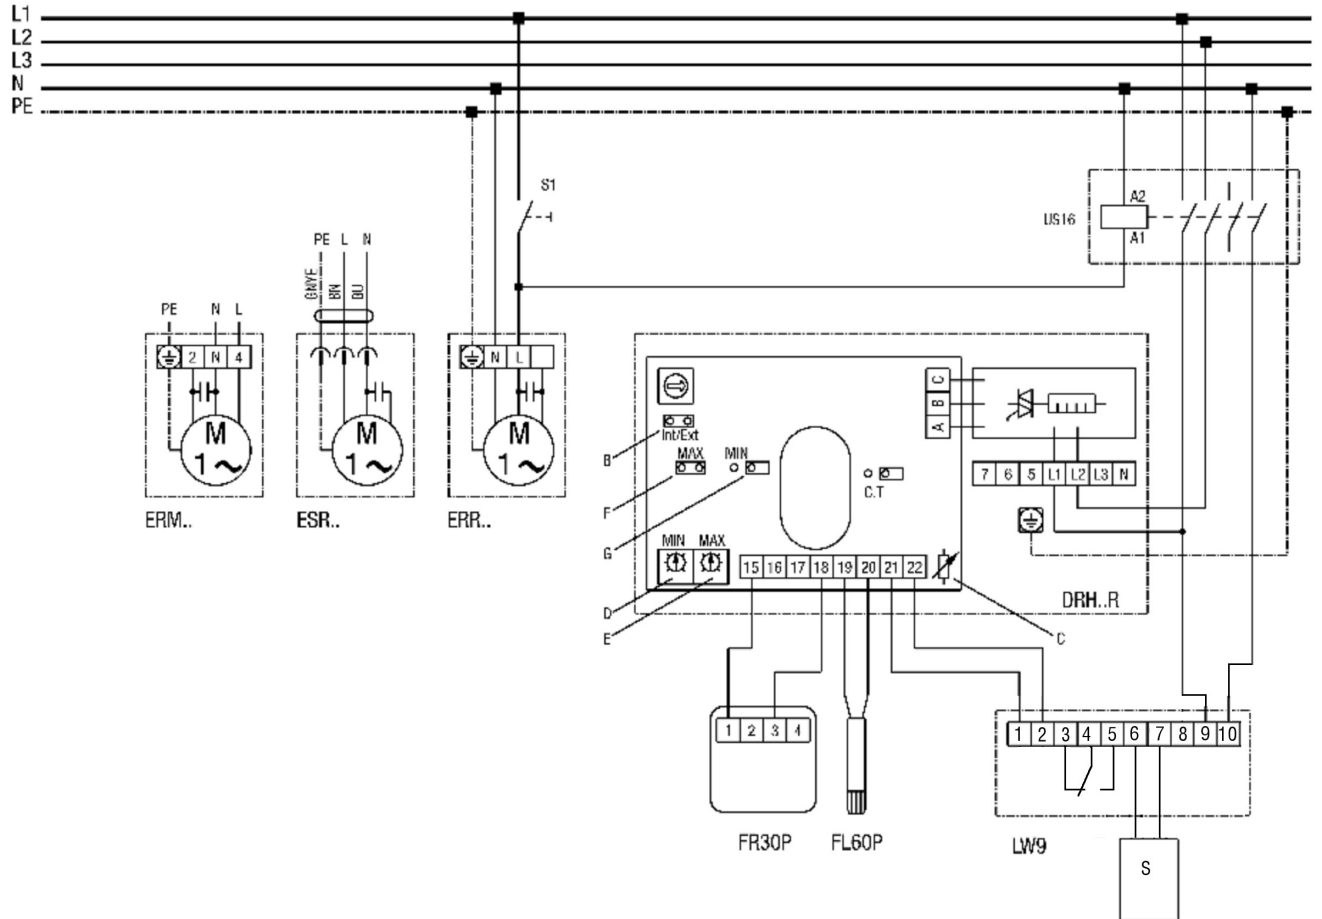 L1
L2
L3
N
PE
S1
A2
US16
A1
PE L N
GNYE
BN
BU
PE N L
2 N 4
N L
M
1 ~
M
1 ~
M
1 ~
ERM..
ESR..
ERR..
Int/Ext
B
MAX
MIN
C.T
F
G
MIN MAX
D
E
C
B
A
7 6 5 L1 L2 L3 N
15 16 17 18 19 20 21 22
DRH..R
C
1 2 3 4
1 2 3 4 5 6 7 8 9 10
FR30P
FL60P
LW9
S